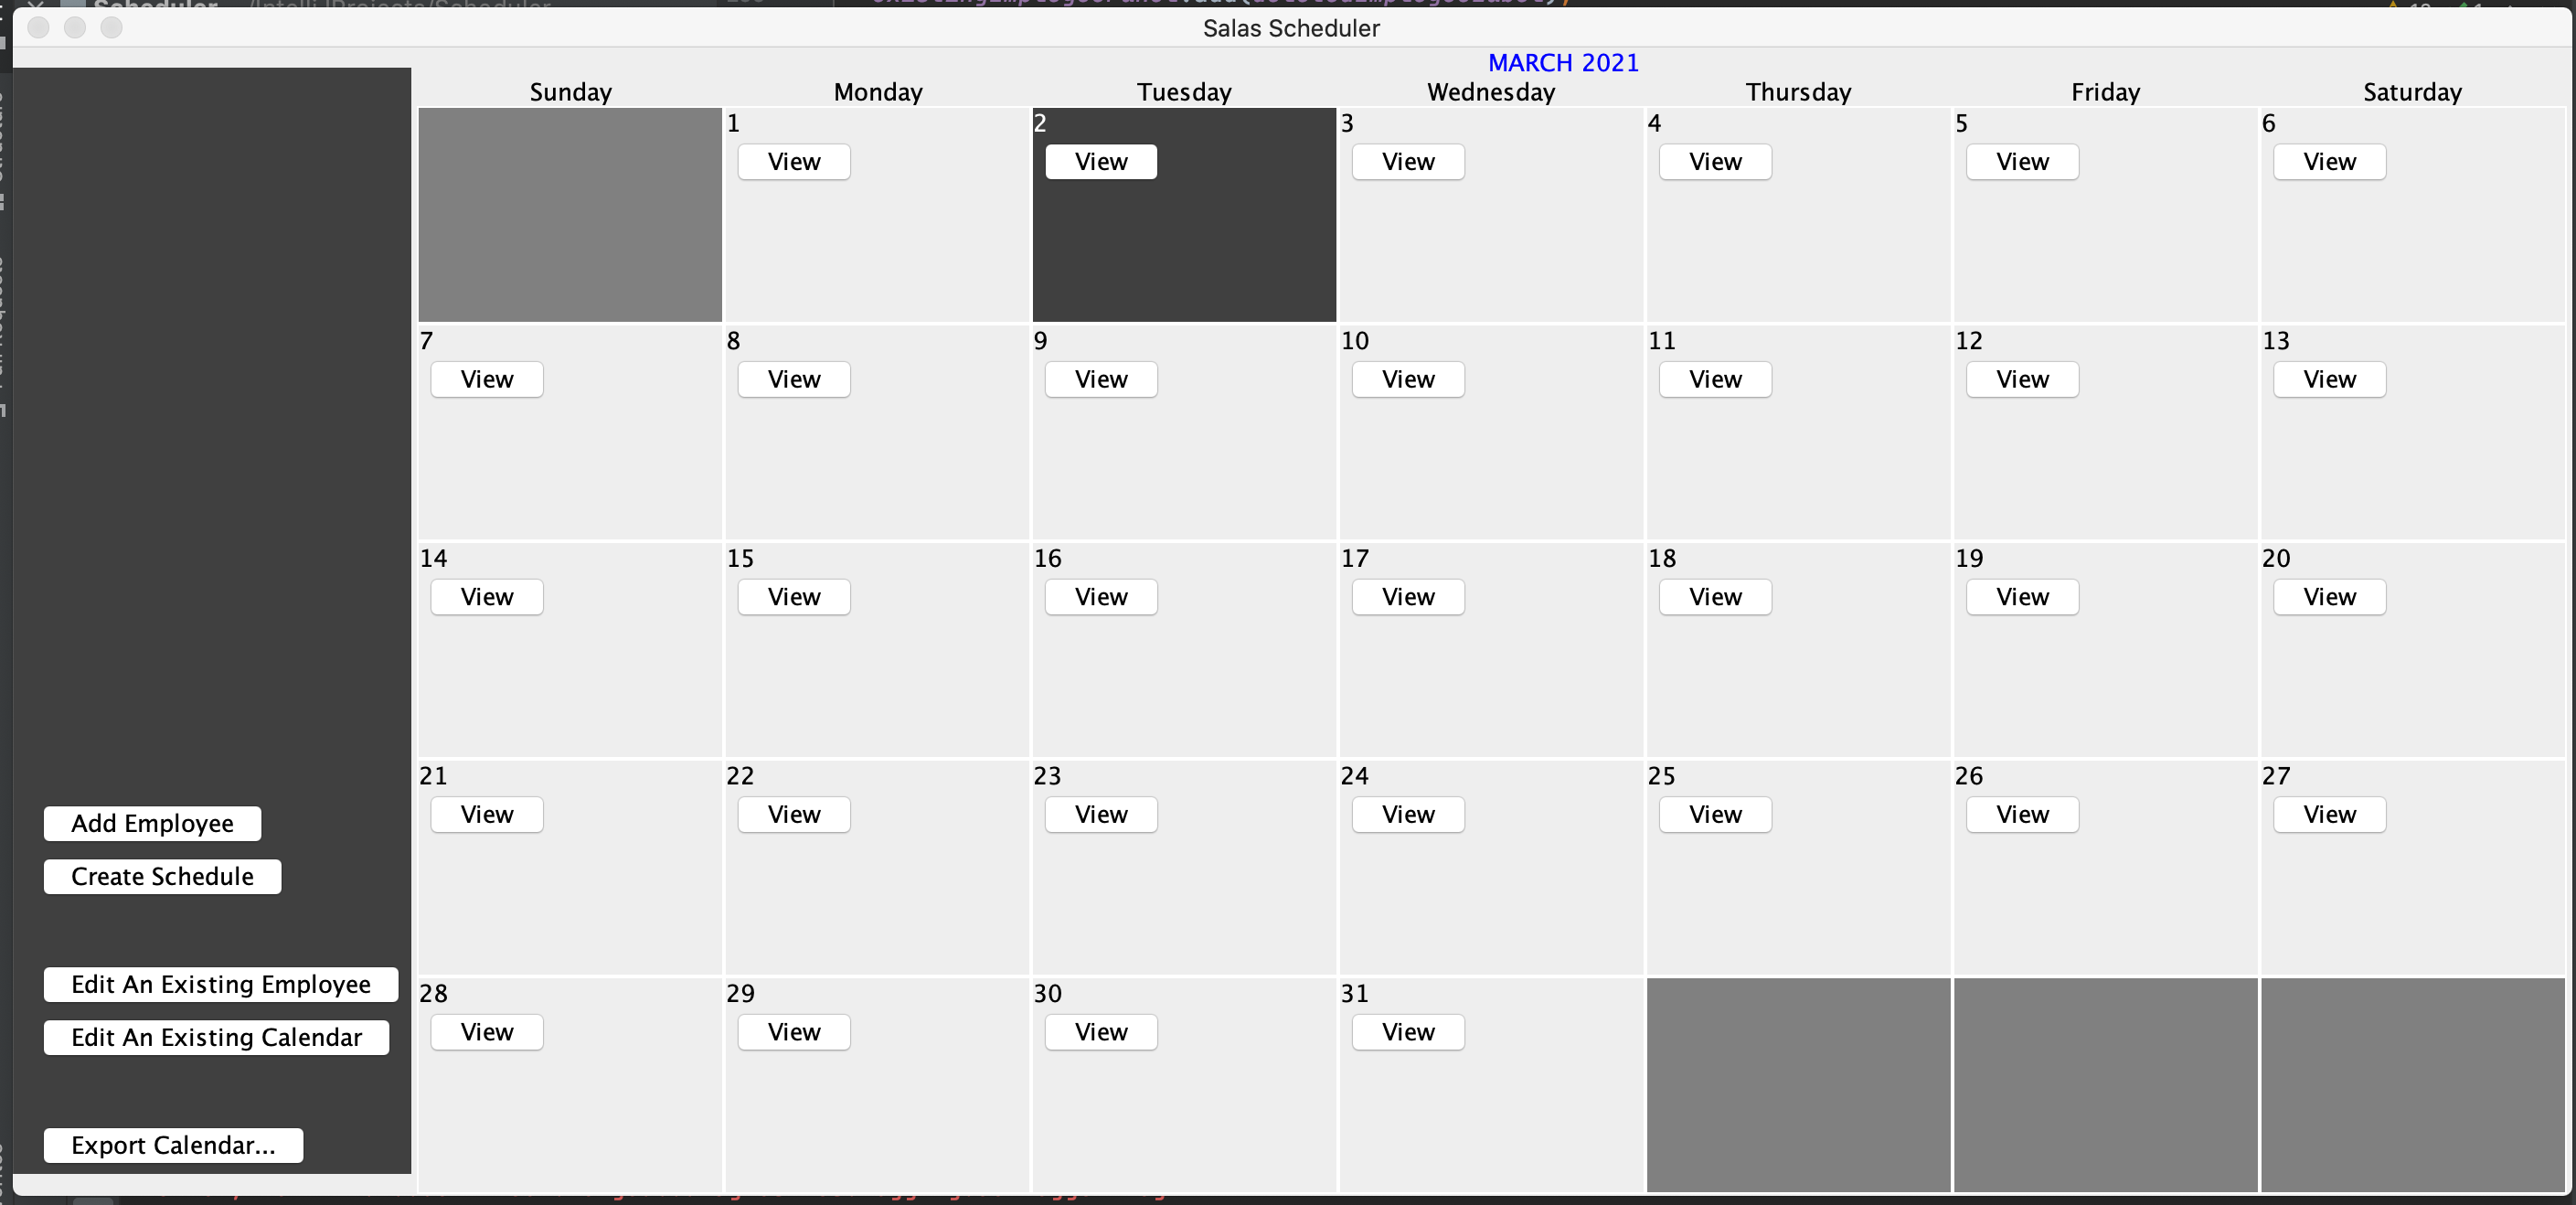 Salas Scheduler
MARCH 2021
Sunday Monday Tuesday Wednesday Thursday Friday Saturday
1 2 3 4 5 6
View View View View View View
7 8 9 10 11 12 13
View View View View View View View
14 15 16 17 18 19 20
View View View View View View View
21 22 23 24 25 26 27
View View View View View View View
28 29 30 31
View View View View
Add Employee
Create Schedule
Edit An Existing Employee
Edit An Existing Calendar
Export Calendar...